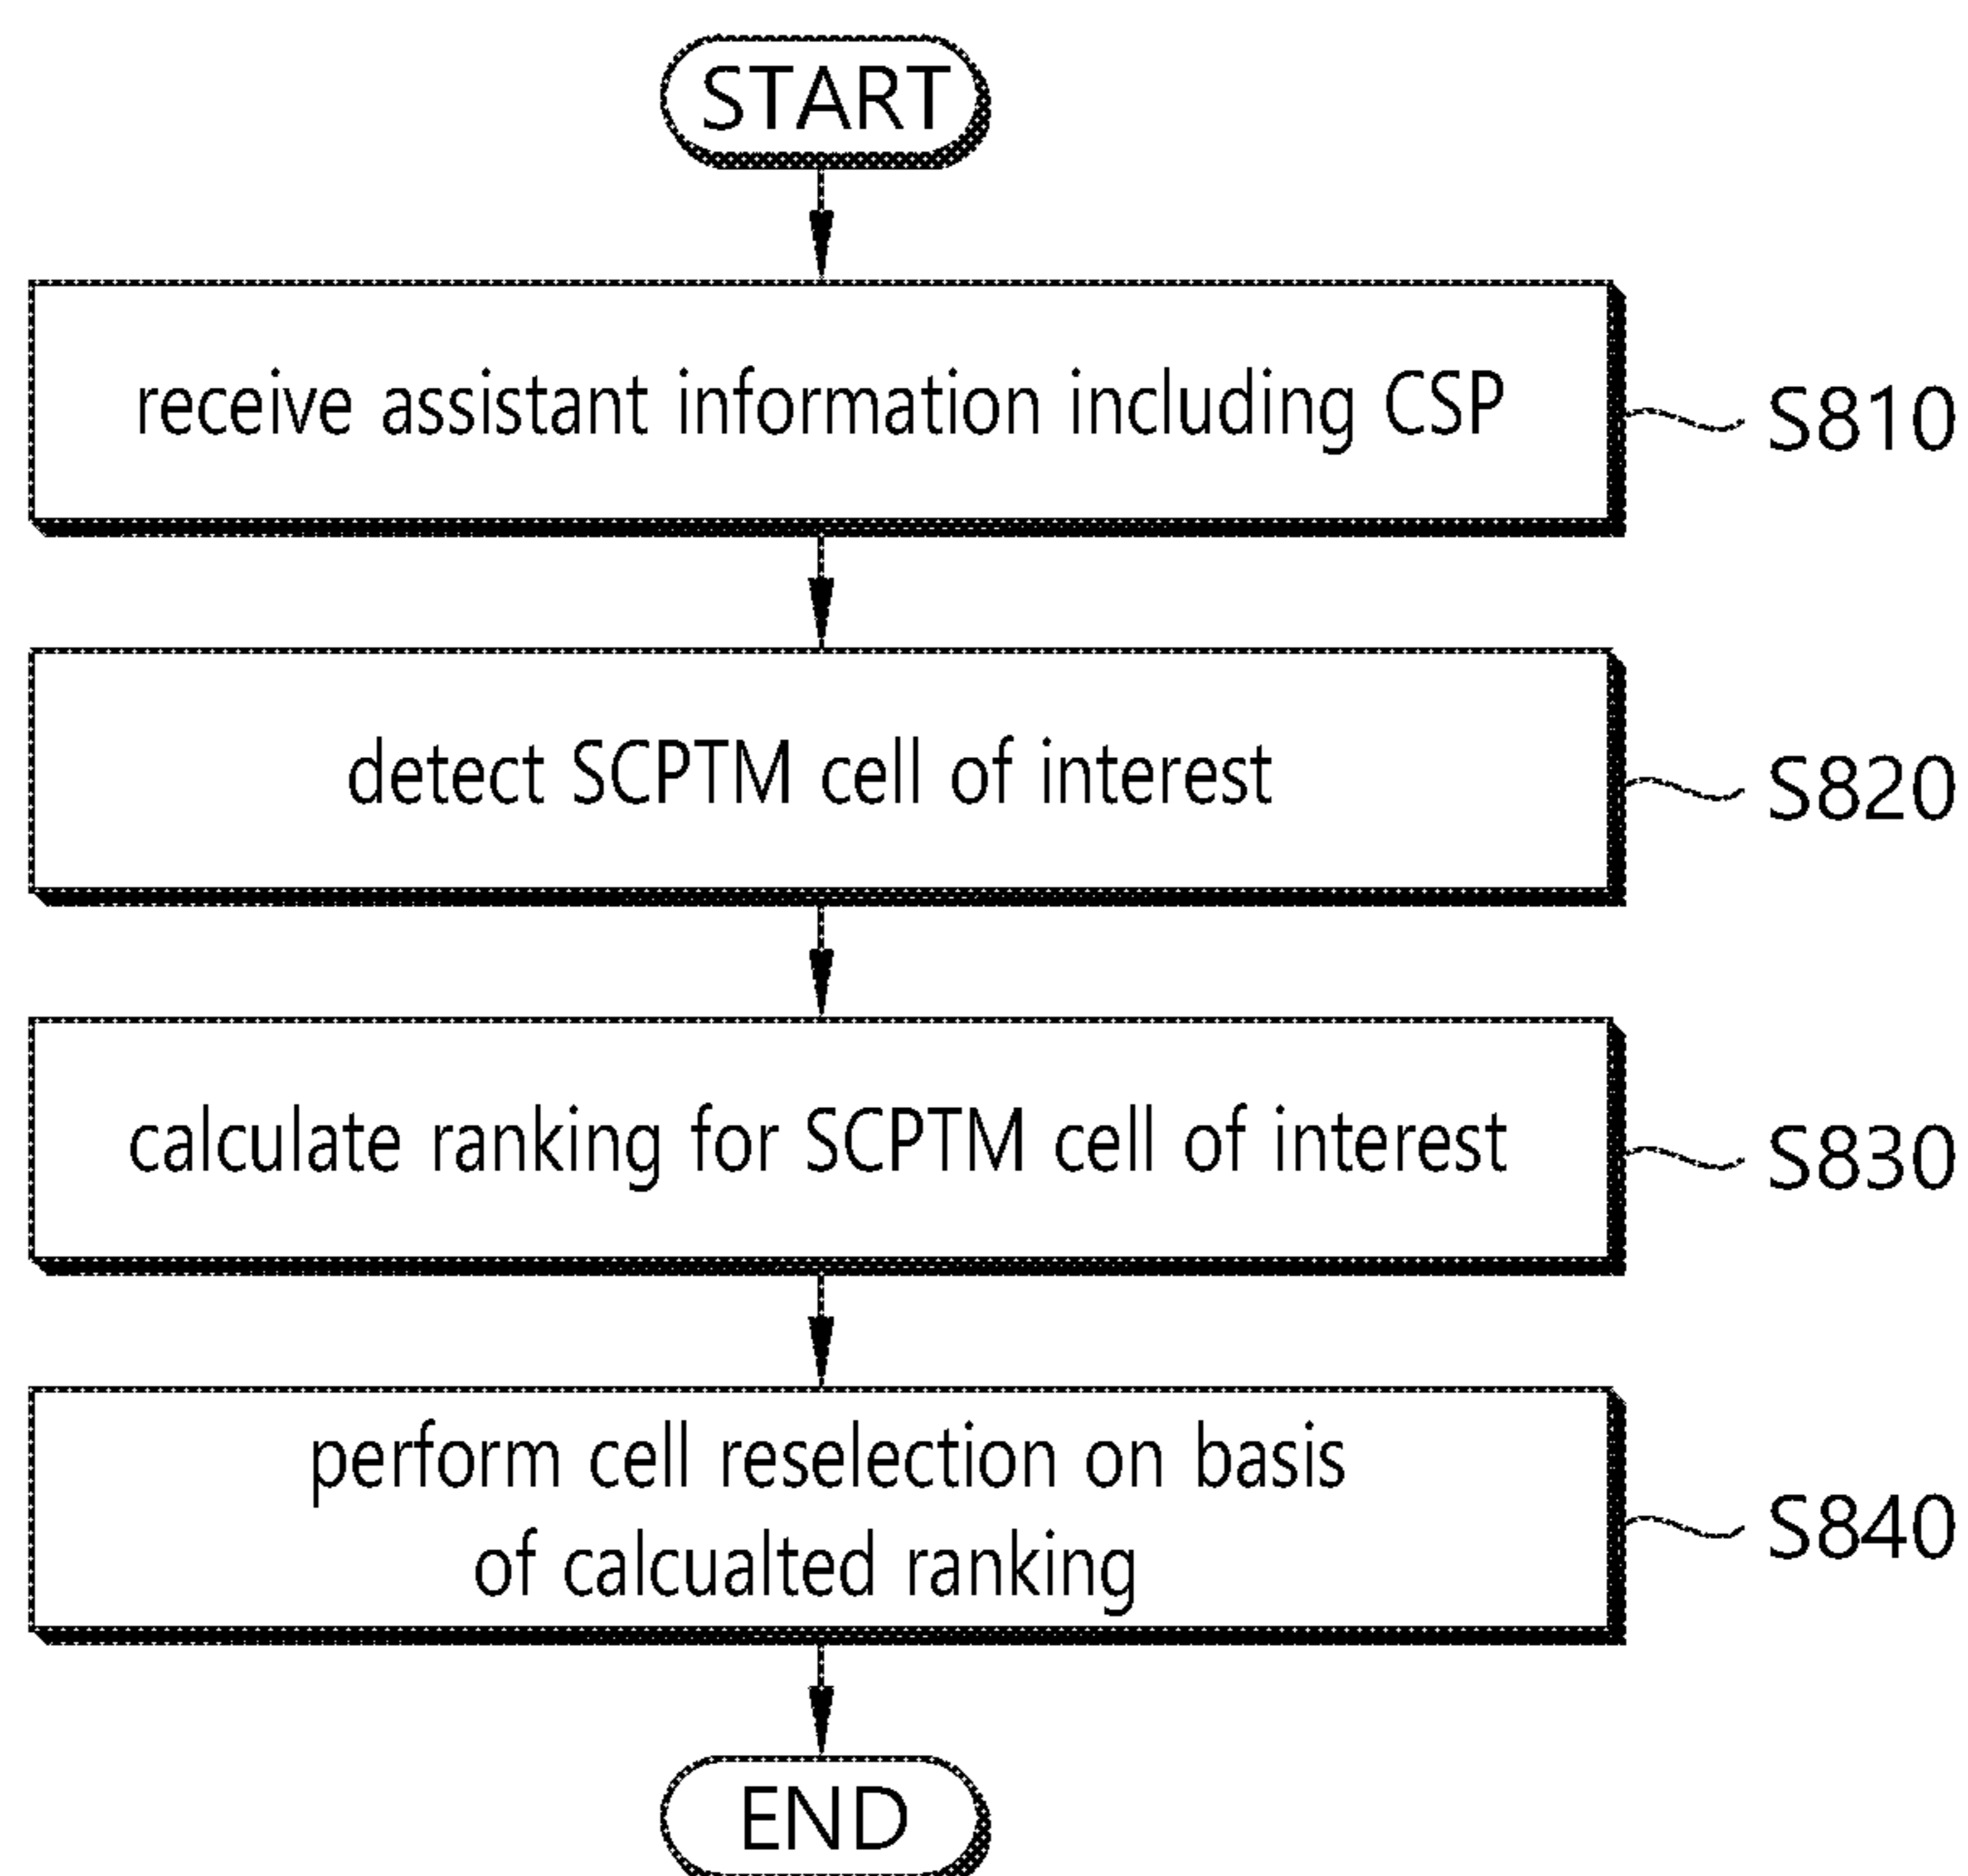 START
receive assistant information including CSP
S810
detect SCPTM cell of interest
S820
calculate ranking for SCPTM cell of interest
S830
perform cell reselection on basis
of calcualted ranking
S840
END